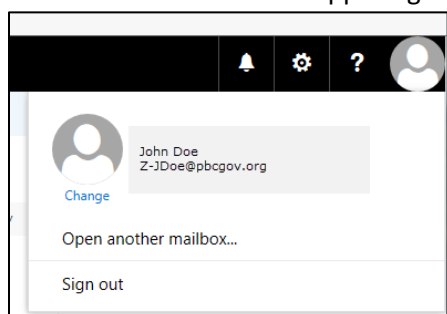 ?
John Doe
Z-JDoe@pbcgov.org
Change
Open another mailbox...
Sign out